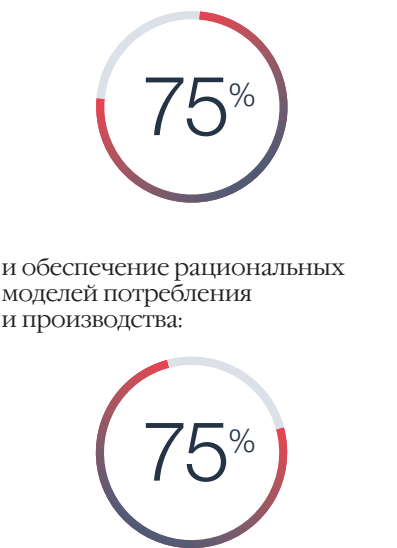 75%
и обеспечение рациональных
моделей потребления
и производства:
75%